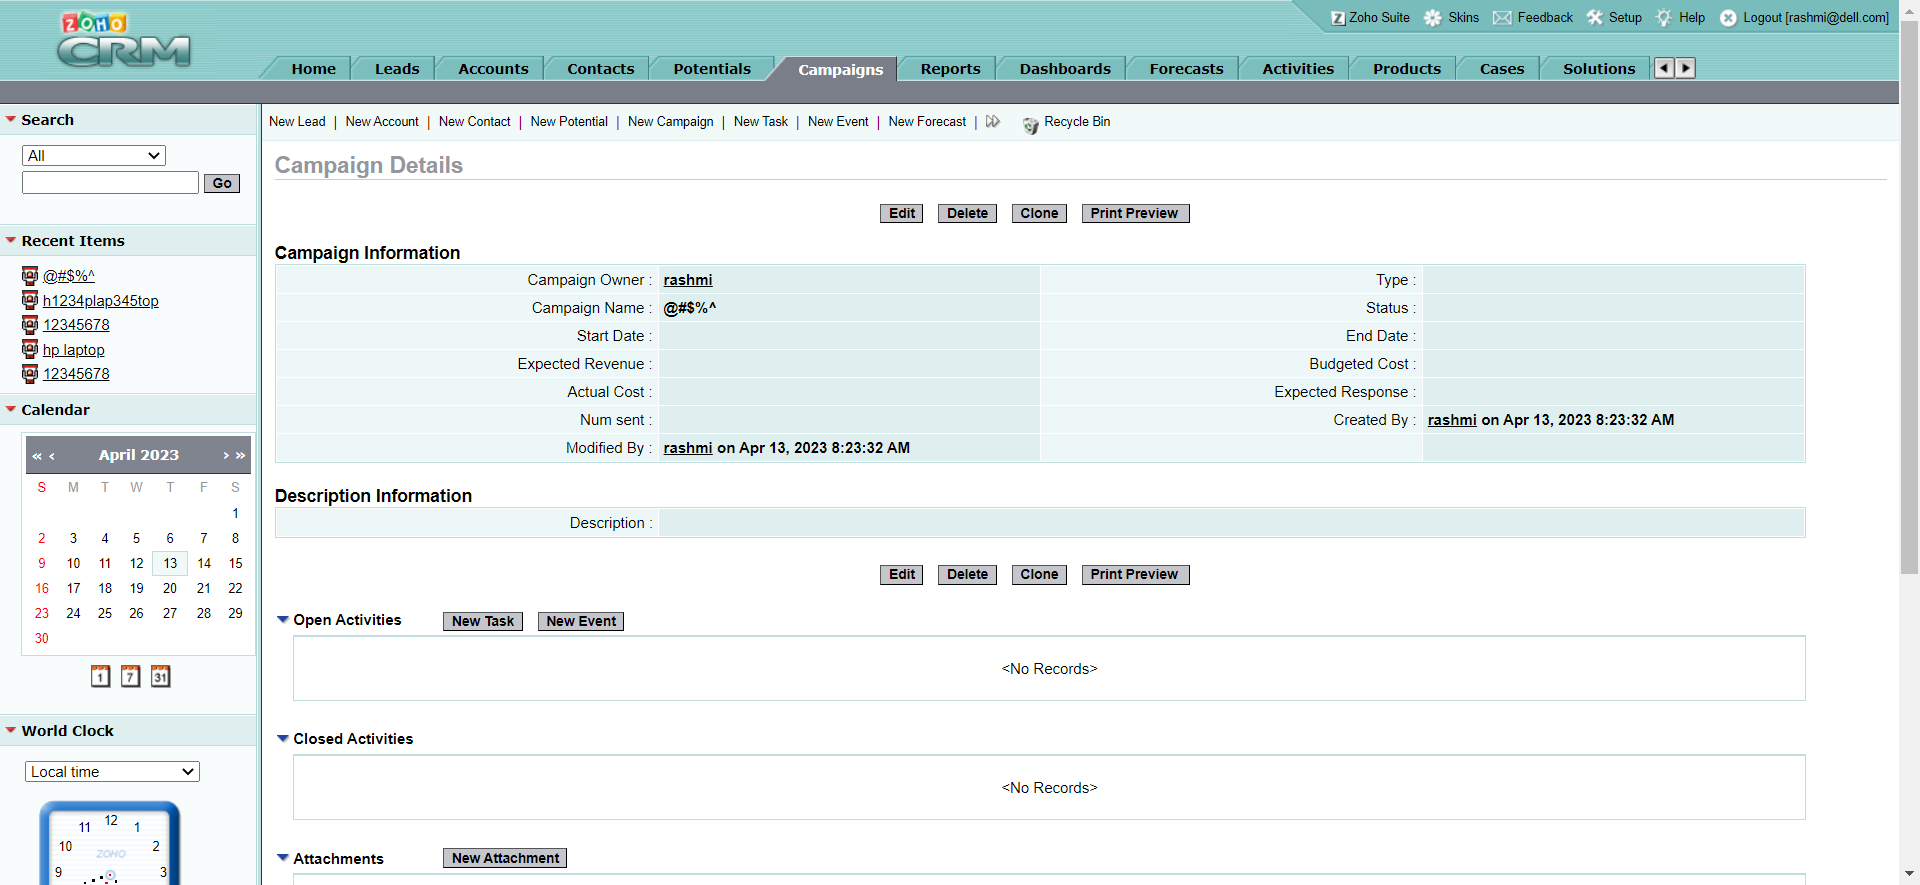 ZOHO
CRM
Zoho Suite Skins Feedback Setup Help Logout [rashmi@dell.com]
Home Leads Accounts Contacts Potentials Campaigns Reports Dashboards Forecasts Activities Products Cases Solutions
Search
All
Go
Recent Items
@#$%^
h1234plap345top
12345678
hp laptop
12345678
Calendar
« ‹ April 2023 › »
S M T W T F S
1
2 3 4 5 6 7 8
9 10 11 12 13 14 15
16 17 18 19 20 21 22
23 24 25 26 27 28 29
30
1 7 31
World Clock
Local time
12
11 1
10 2
ZOHO
9 3
New Lead | New Account | New Contact | New Potential | New Campaign | New Task | New Event | New Forecast | Recycle Bin
Campaign Details
Edit Delete Clone Print Preview
Campaign Information
Campaign Owner : rashmi Type :
Campaign Name : @#$%^ Status :
Start Date : End Date :
Expected Revenue : Budgeted Cost :
Actual Cost : Expected Response :
Num sent : Created By : rashmi on Apr 13, 2023 8:23:32 AM
Modified By : rashmi on Apr 13, 2023 8:23:32 AM
Description Information
Description :
Edit Delete Clone Print Preview
Open Activities New Task New Event
<No Records>
Closed Activities
<No Records>
Attachments New Attachment